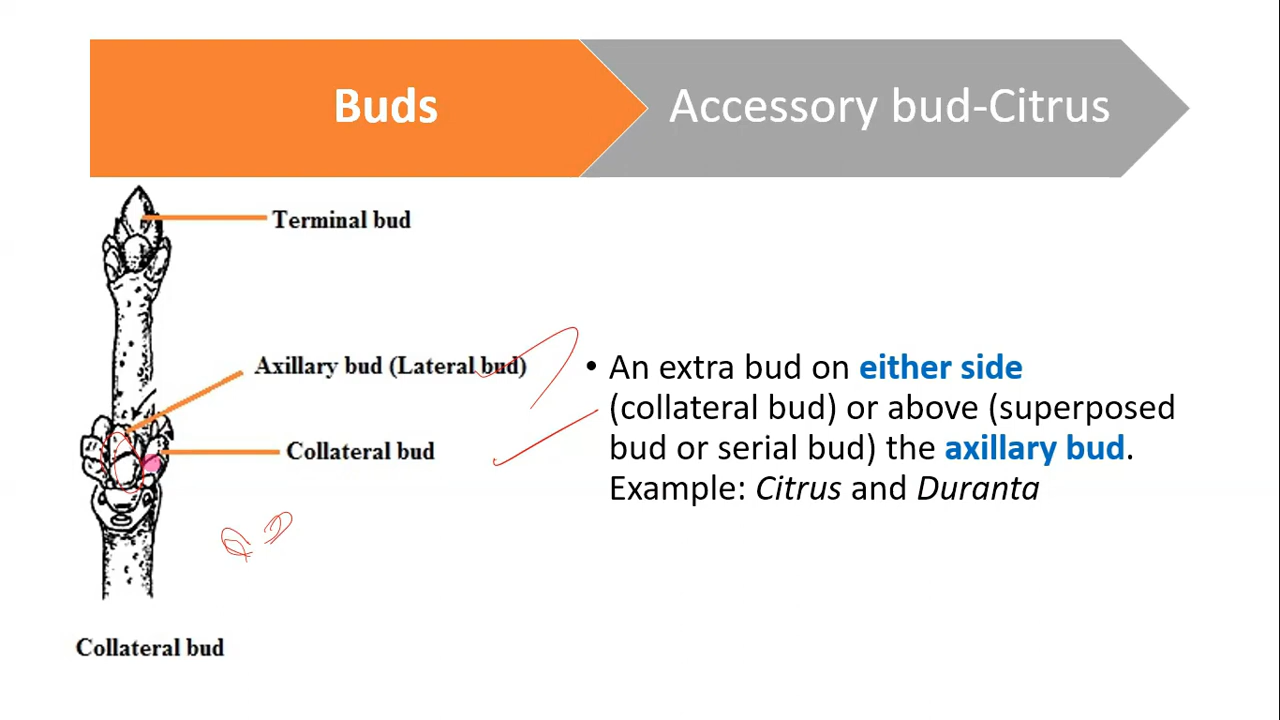 Buds
Accessory bud-Citrus
Terminal bud
Axillary bud (Lateral bud)
Collateral bud
• An extra bud on either side
(collateral bud) or above (superposed
bud or serial bud) the axillary bud.
Example: Citrus and Duranta
Collateral bud